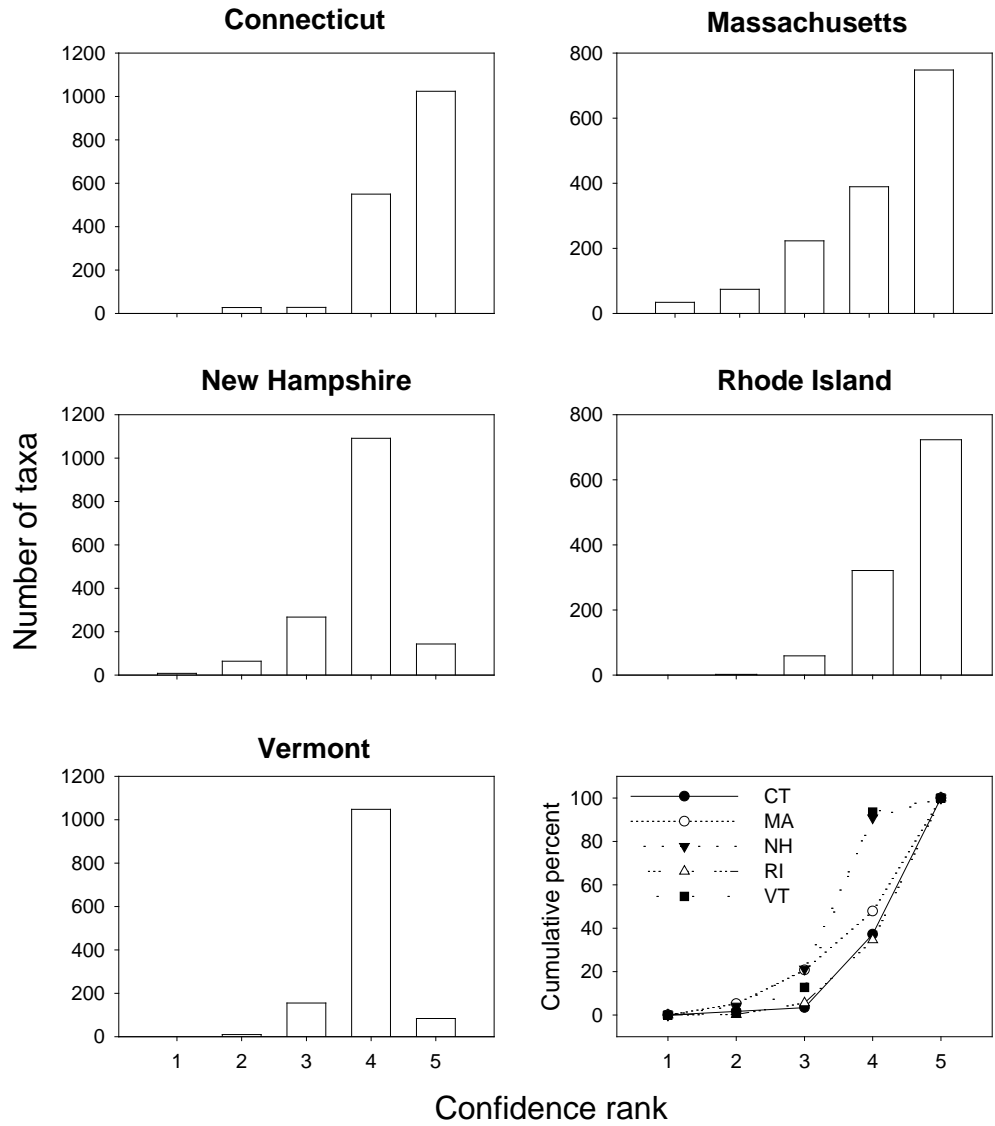 Connecticut
1200
1000
800
600
400
200
0
Massachusetts
800
600
400
200
0
New Hampshire
1200
1000
800
600
400
200
0
Rhode Island
800
600
400
200
0
Number of taxa
Vermont
1200
1000
800
600
400
200
0
1 2 3 4 5
Cumulative percent
100
80
60
40
20
0
CT
MA
NH
RI
VT
1 2 3 4 5
Confidence rank